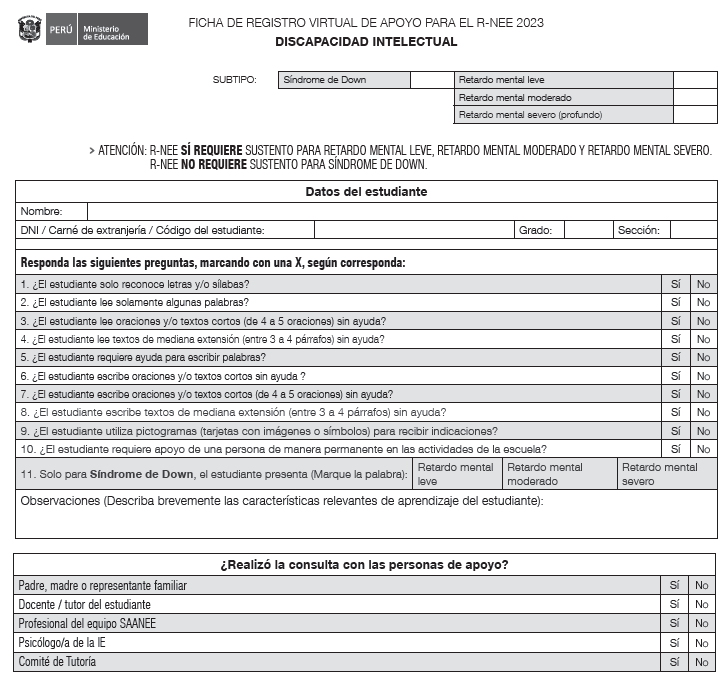 PERÚ
Ministerio
de Educación
FICHA DE REGISTRO VIRTUAL DE APOYO PARA EL R-NEE 2023
DISCAPACIDAD INTELECTUAL
SUBTIPO:
Síndrome de Down
Retardo mental leve
Retardo mental moderado
Retardo mental severo (profundo)
> ATENCIÓN: R-NEE SÍ REQUIERE SUSTENTO PARA RETARDO MENTAL LEVE, RETARDO MENTAL MODERADO Y RETARDO MENTAL SEVERO.
R-NEE NO REQUIERE SUSTENTO PARA SÍNDROME DE DOWN.
Datos del estudiante
Nombre:
DNI / Carné de extranjería / Código del estudiante: Grado: Sección:
Responda las siguientes preguntas, marcando con una X, según corresponda:
1. ¿El estudiante solo reconoce letras y/o sílabas? Sí No
2. ¿El estudiante lee solamente algunas palabras? Sí No
3. ¿El estudiante lee oraciones y/o textos cortos (de 4 a 5 oraciones) sin ayuda? Sí No
4. ¿El estudiante lee textos de mediana extensión (entre 3 a 4 párrafos) sin ayuda? Sí No
5. ¿El estudiante requiere ayuda para escribir palabras? Sí No
6. ¿El estudiante escribe oraciones y/o textos cortos sin ayuda ? Sí No
7. ¿El estudiante escribe oraciones y/o textos cortos (de 4 a 5 oraciones) sin ayuda? Sí No
8. ¿El estudiante escribe textos de mediana extensión (entre 3 a 4 párrafos) sin ayuda? Sí No
9. ¿El estudiante utiliza pictogramas (tarjetas con imágenes o símbolos) para recibir indicaciones? Sí No
10. ¿El estudiante requiere apoyo de una persona de manera permanente en las actividades de la escuela? Sí No
11. Solo para Síndrome de Down, el estudiante presenta (Marque la palabra):
Retardo mental
leve
Retardo mental
moderado
Retardo mental
severo
Observaciones (Describa brevemente las características relevantes de aprendizaje del estudiante):
¿Realizó la consulta con las personas de apoyo?
Padre, madre o representante familiar Sí No
Docente / tutor del estudiante Sí No
Profesional del equipo SAANEE Sí No
Psicólogo/a de la IE Sí No
Comité de Tutoría Sí No